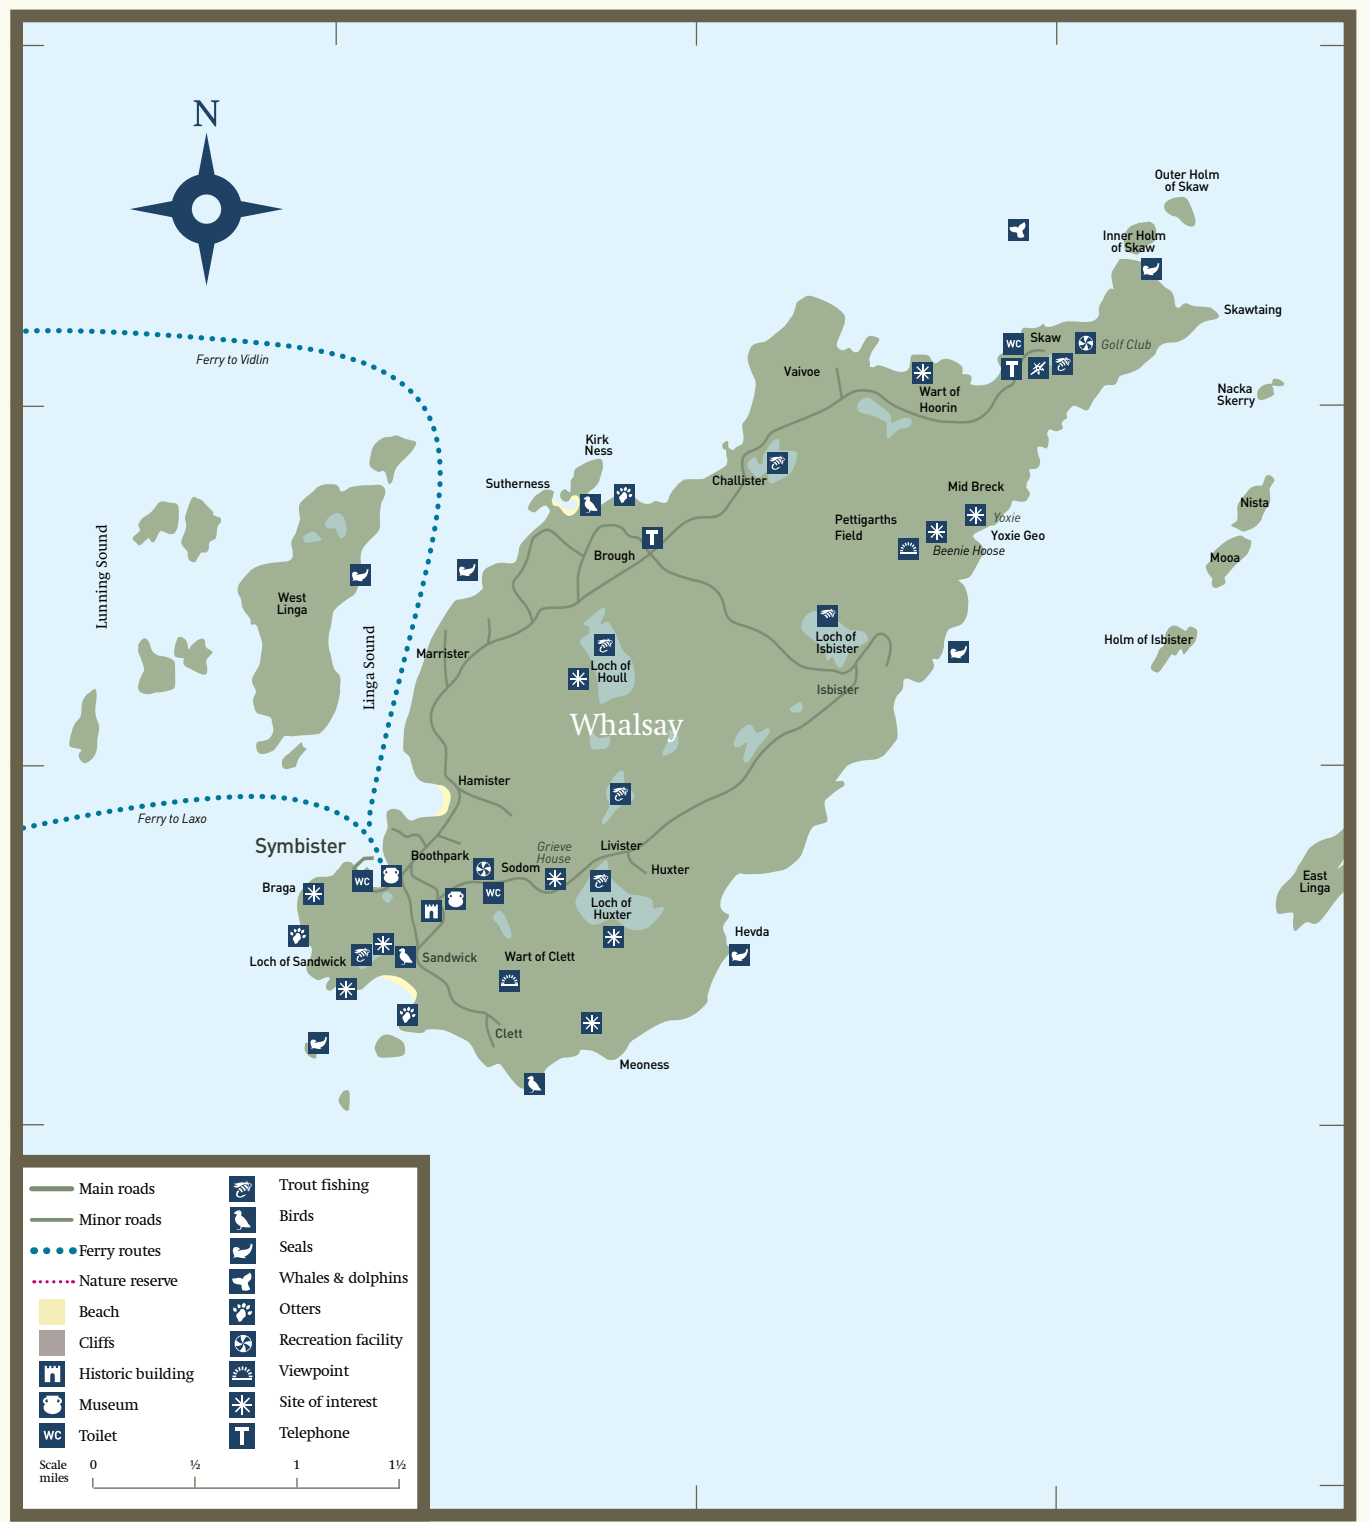 N
Outer Holm
of Skaw
Inner Holm
of Skaw
Skawtaing
WC
Skaw
Golf Club
Ferry to Vidlin
Vaivoe
Wart of
Hoorin
Nacka
Skerry
Kirk
Ness
Sutherness
Challister
Mid Breck
Nista
Yoxie
Pettigarths
Field
Yoxie Geo
T
T
Brough
Beenie Hoose
Mooa
Lunning Sound
West
Linga
Linga Sound
Marrister
Loch of
Isbister
Holm of Isbister
Loch of
Houll
Isbister
Whalsay
Hamister
Ferry to Laxo
Symbister
Boothpark
Grieve
House
Livister
Sodom
Huxter
WC
WC
Braga
East
Linga
Loch of
Huxter
Hevda
Loch of Sandwick
Sandwick
Wart of Clett
Clett
Meoness
Main roads
Minor roads
Ferry routes
Nature reserve
Beach
Cliffs
Historic building
Museum
WC
Toilet
Trout fishing
Birds
Seals
Whales & dolphins
Otters
Recreation facility
Viewpoint
Site of interest
T
Telephone
Scale
miles
0
½
1
1½